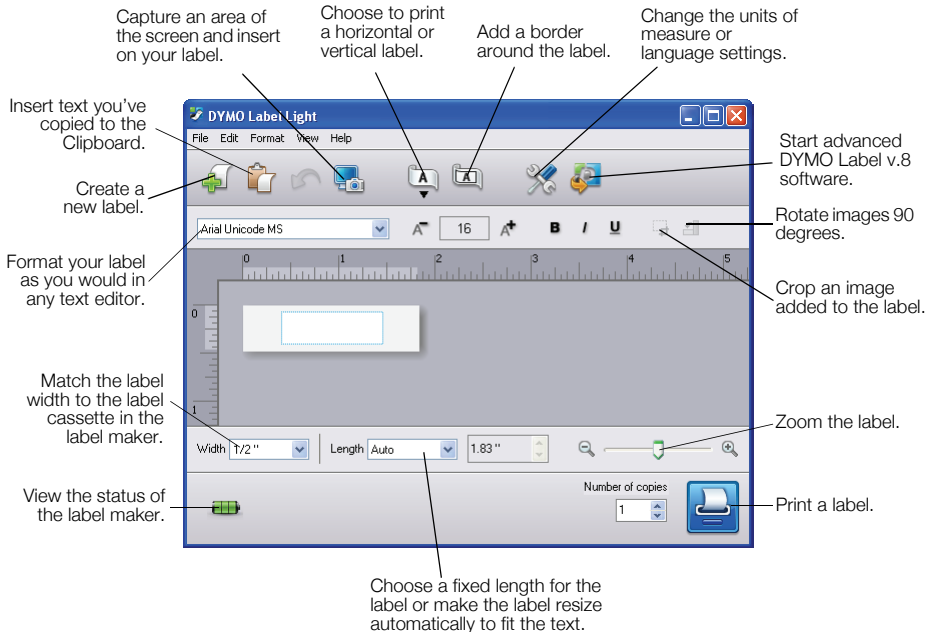 Capture an area of
the screen and insert
on your label.
Choose to print
a horizontal or
vertical label.
Add a border
around the label.
Change the units of
measure or
language settings.
Insert text you've
copied to the
Clipboard.
Create a
new label.
Format your label
as you would in
any text editor.
Match the label
width to the label
cassette in the
label maker.
View the status of
the label maker.
DYMO Label Light
File Edit Format View Help
A A
Arial Unicode MS A 16 A B I U
0 1 2 3 4 5
0
1
Width 1/2 " Length Auto 1.83 "
Number of copies
1
Start advanced
DYMO Label v.8
software.
Rotate images 90
degrees.
Crop an image
added to the label.
Zoom the label.
Print a label.
Choose a fixed length for the
label or make the label resize
automatically to fit the text.